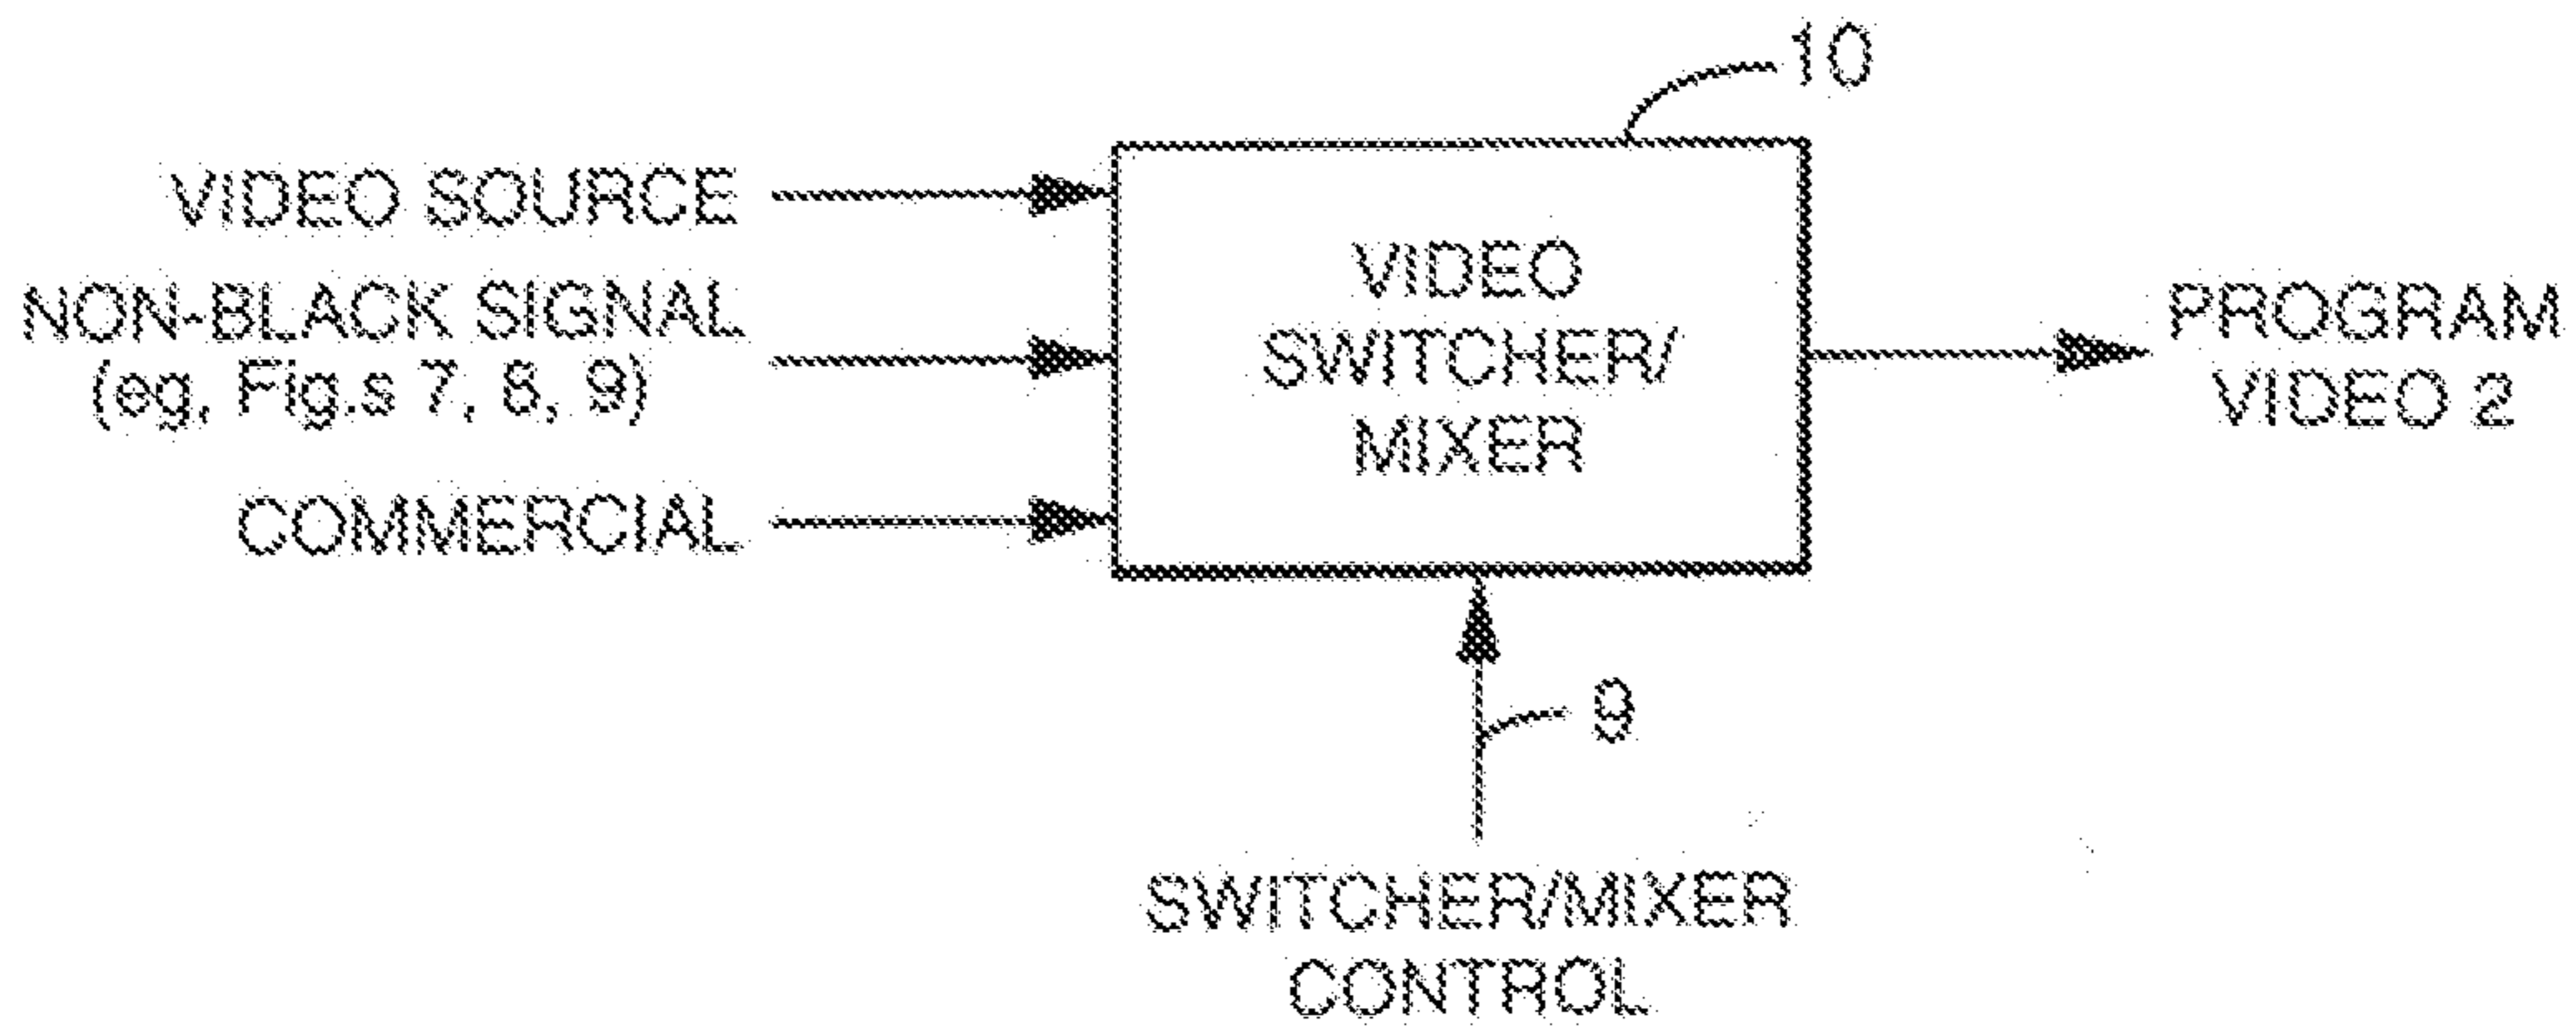 10
VIDEO SOURCE
NON-BLACK SIGNAL
(eg, Fig.s 7, 8, 9)
COMMERCIAL
VIDEO
SWITCHER/
MIXER
PROGRAM
VIDEO 2
9
SWITCHER/MIXER
CONTROL